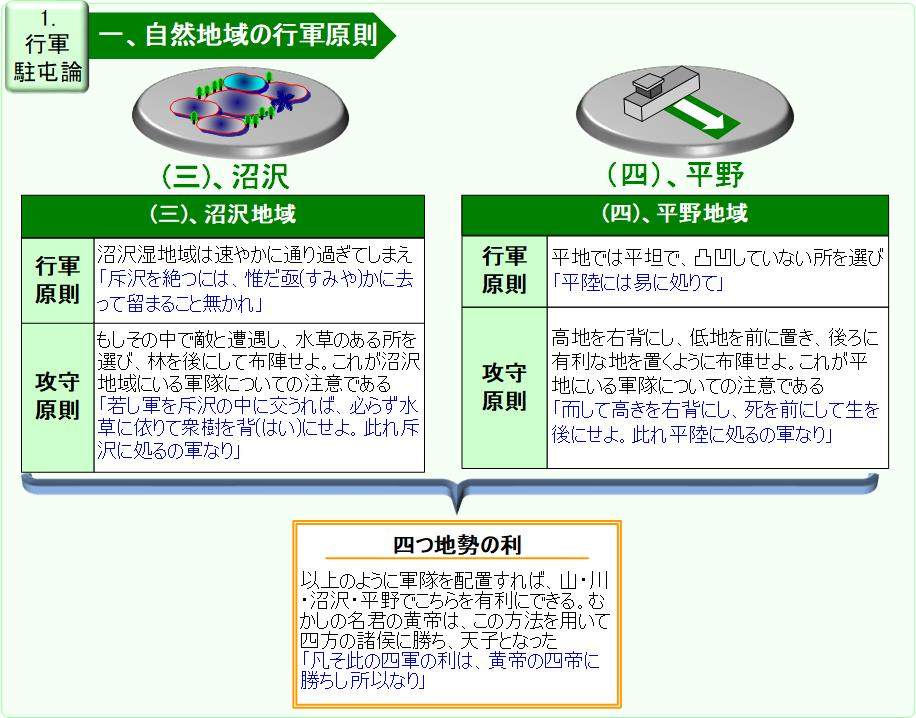 1.
行軍
駐屯論
一、自然地域の行軍原則
(三)、沼沢
(四)、平野
(三)、沼沢地域
行軍
原則
沼沢湿地域は速やかに通り過ぎてしまえ
「斥沢を絶つには、惟だ亟(すみや)かに去
って留まること無かれ」
攻守
原則
もしその中で敵と遭遇し、水草のある所を
選び、林を後にして布陣せよ。これが沼沢
地域にいる軍隊についての注意である
「若し軍を斥沢の中に交うれば、必らず水
草に依りて衆樹を背(はい)にせよ。此れ斥
沢に処るの軍なり」
(四)、平野地域
行軍
原則
平地では平坦で、凸凹していない所を選び
「平陸には易に処りて」
攻守
原則
高地を右背にし、低地を前に置き、後ろに
有利な地を置くように布陣せよ。これが平
地にいる軍隊についての注意である
「而して高きを右背にし、死を前にして生を
後にせよ。此れ平陸に処るの軍なり」
四つ地勢の利
以上のように軍隊を配置すれば、山・川
・沼沢・平野でこちらを有利にできる。む
かしの名君の黄帝は、この方法を用いて
四方の諸侯に勝ち、天子となった
「凡そ此の四軍の利は、黄帝の四帝に
勝ちし所以なり」